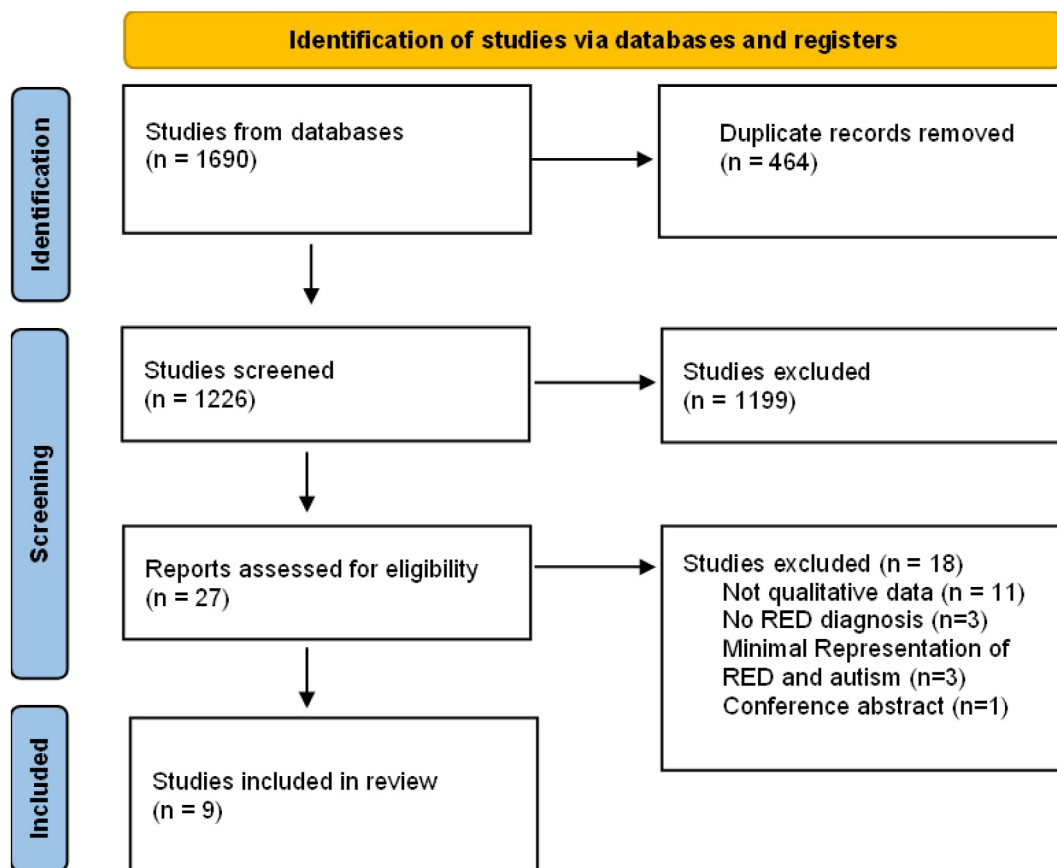 Identification of studies via databases and registers
Identification
Studies from databases
(n = 1690)
Duplicate records removed
(n = 464)
Screening
Studies screened
(n = 1226)
Studies excluded
(n = 1199)
Reports assessed for eligibility
(n = 27)
Studies excluded (n = 18)
Not qualitative data (n = 11)
No RED diagnosis (n=3)
Minimal Representation of
RED and autism (n=3)
Conference abstract (n=1)
Included
Studies included in review
(n = 9)